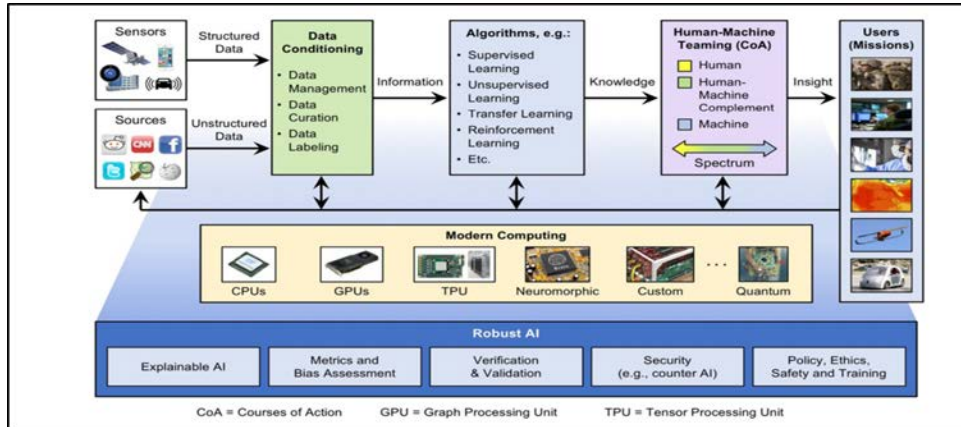 Sensors
Structured
Data
Data
Conditioning
• Data
Management
• Data
Curation
• Data
Labeling
Information
Algorithms, e.g.:
• Supervised
Learning
• Unsupervised
Learning
• Transfer Learning
• Reinforcement
Learning
• Etc.
Knowledge
Human-Machine
Teaming (CoA)
Human
Human-
Machine
Complement
Machine
Spectrum
Insight
Users
(Missions)
Sources
CNN
Unstructured
Data
Modern Computing
CPUs
GPUs
TPU
Neuromorphic
Custom
...
Quantum
Robust AI
Explainable AI
Metrics and
Bias Assessment
Verification
& Validation
Security
(e.g., counter AI)
Policy, Ethics,
Safety and Training
CoA = Courses of Action GPU = Graph Processing Unit TPU = Tensor Processing Unit